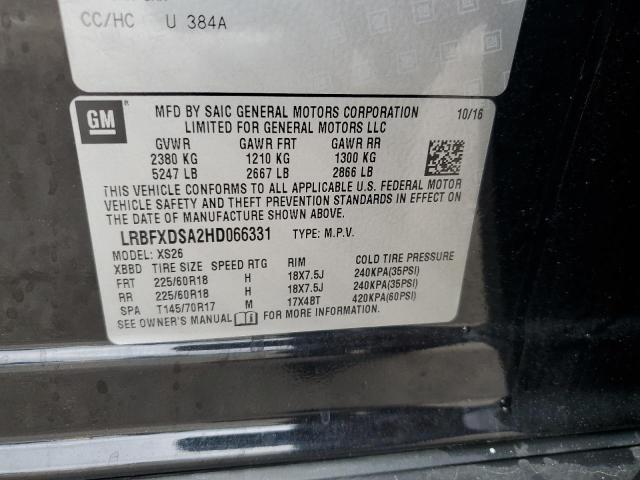 CC/HC U 384A
GM ®
MFD BY SAIC GENERAL MOTORS CORPORATION 10/16
LIMITED FOR GENERAL MOTORS LLC
GVWR GAWR FRT GAWR RR
2380 KG 1210 KG 1300 KG
5247 LB 2667 LB 2866 LB
THIS VEHICLE CONFORMS TO ALL APPLICABLE U.S. FEDERAL MOTOR
VEHICLE SAFETY AND THEFT PREVENTION STANDARDS IN EFFECT ON
THE DATE OF MANUFACTURE SHOWN ABOVE.
LRBFXDSA2HD066331 TYPE: M.P.V.
MODEL: XS26
XBBD TIRE SIZE SPEED RTG RIM COLD TIRE PRESSURE
FRT 225/60R18 H 18X7.5J 240KPA(35PSI)
RR 225/60R18 H 18X7.5J 240KPA(35PSI)
SPA T145/70R17 M 17X4BT 420KPA(60PSI)
SEE OWNER'S MANUAL FOR MORE INFORMATION.